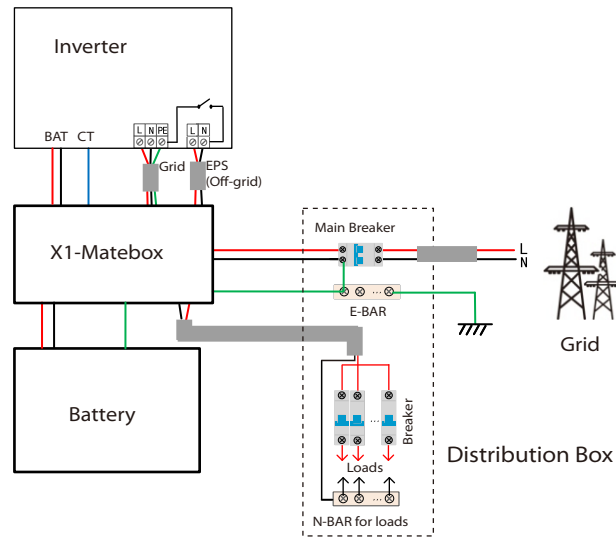 Inverter
BAT CT
L N PE
L N
Grid
EPS
(Off-grid)
Main Breaker
X1-Matebox
L
N
...
E-BAR
Grid
Battery
...
Breaker
Loads
Distribution Box
...
N-BAR for loads